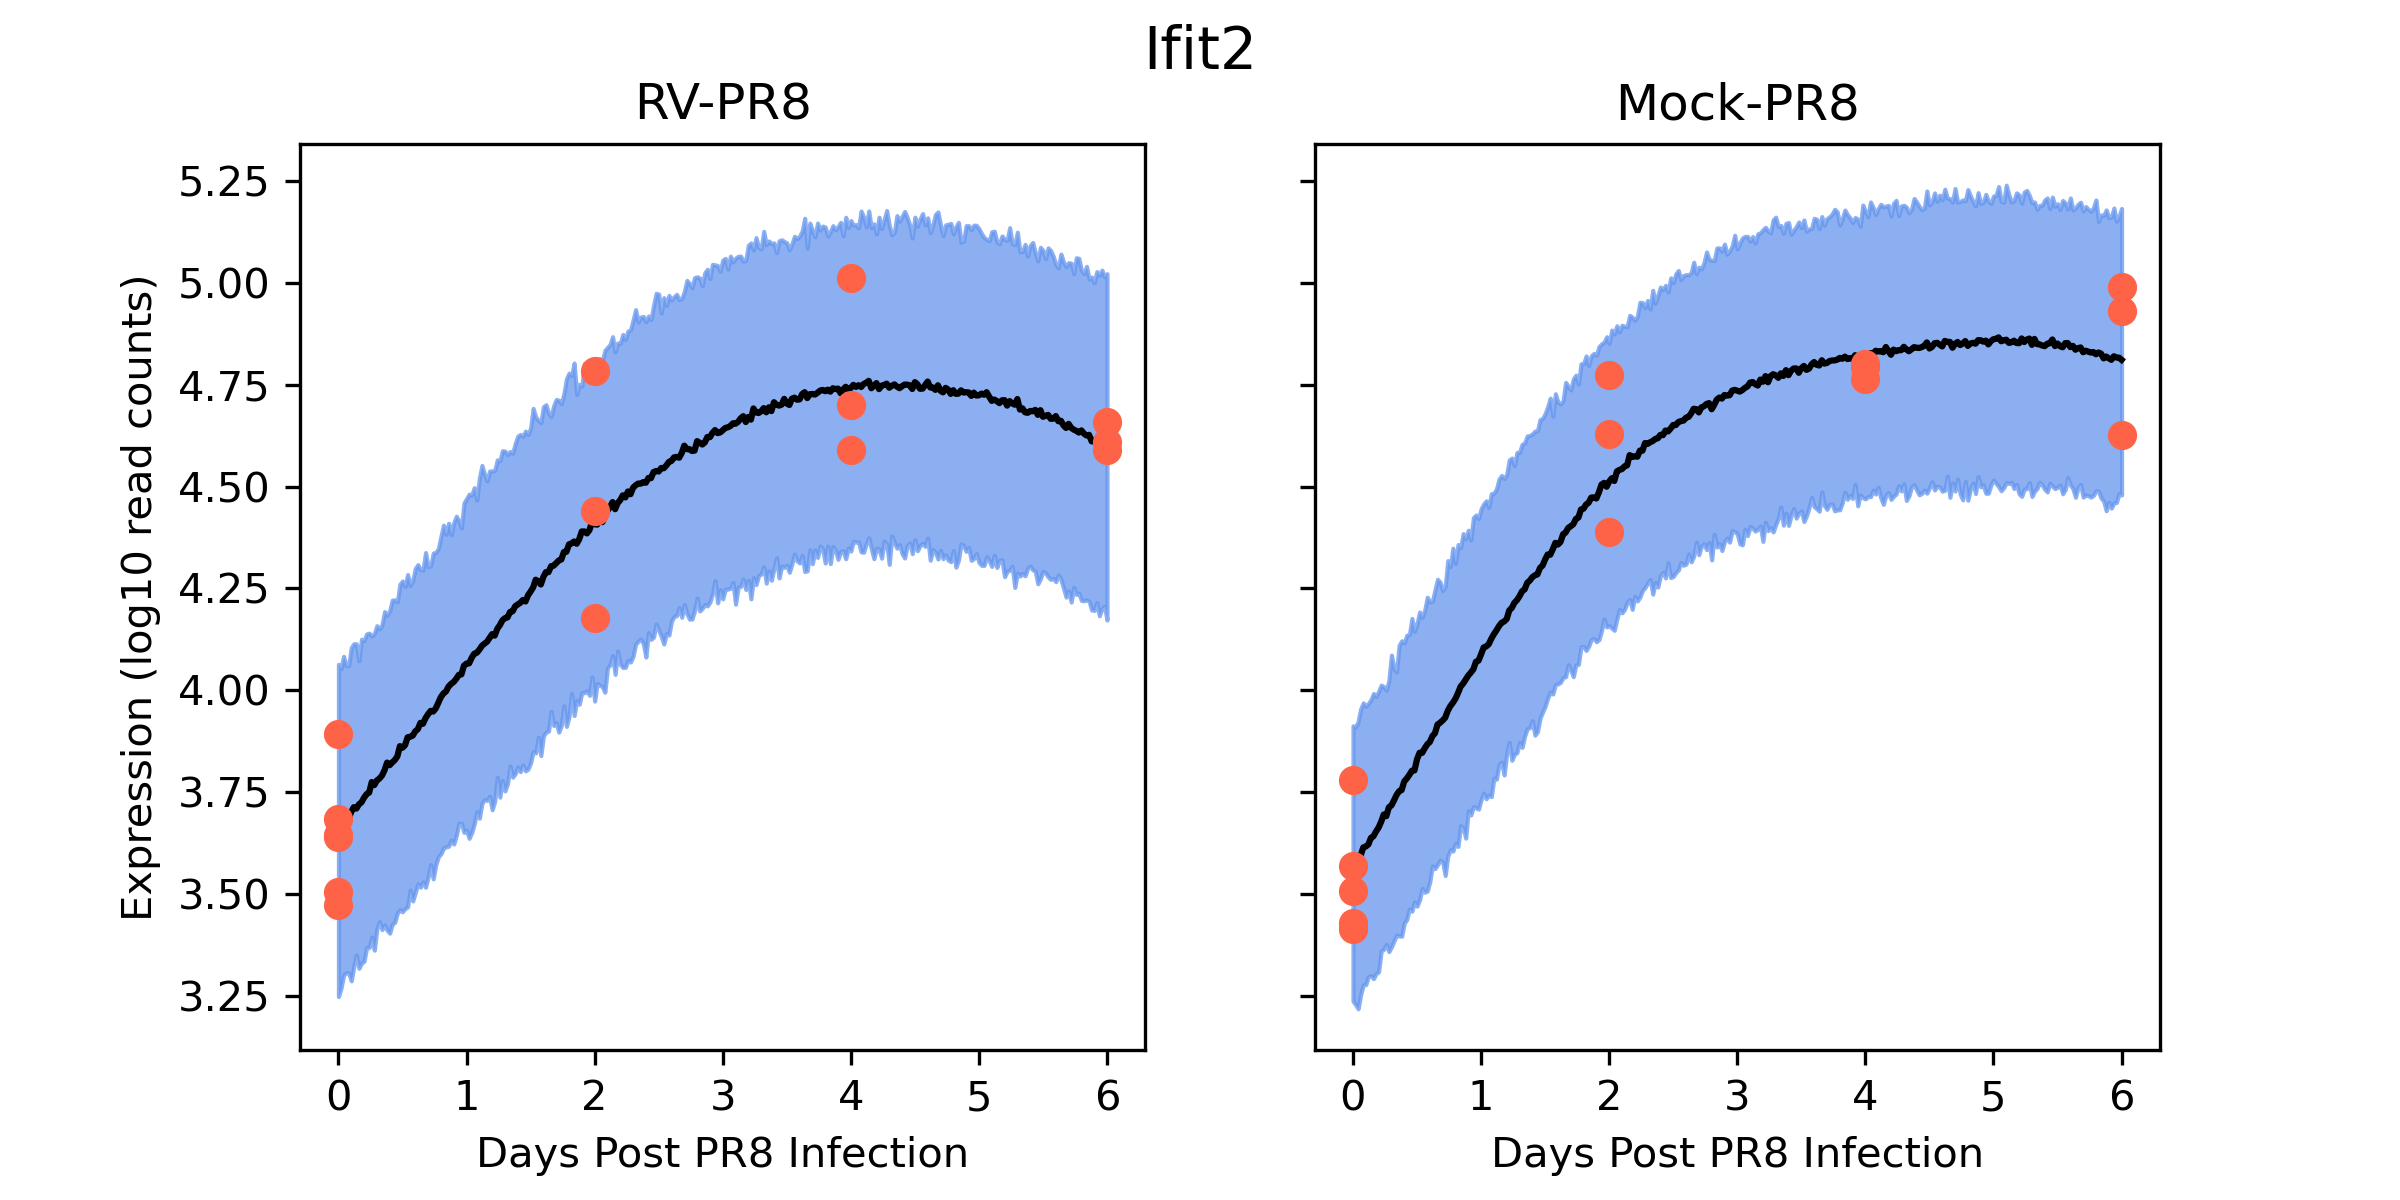 Ifit2
RV-PR8
Mock-PR8
Expression (log10 read counts)
5.25
5.00
4.75
4.50
4.25
4.00
3.75
3.50
3.25
0 1 2 3 4 5 6
0 1 2 3 4 5 6
Days Post PR8 Infection
Days Post PR8 Infection